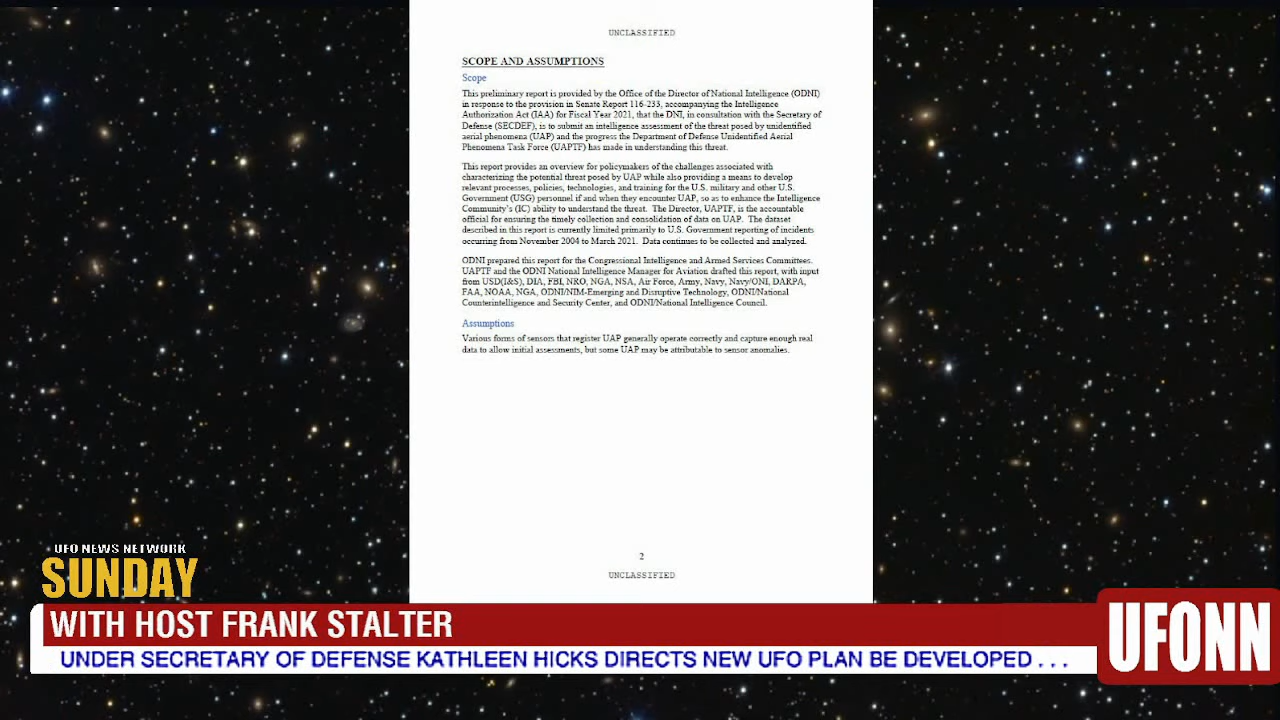 UNCLASSIFIED
SCOPE AND ASSUMPTIONS
Scope
This preliminary report is provided by the Office of the Director of National Intelligence (ODNI)
in response to the provision in Senate Report 116-233, accompanying the Intelligence
Authorization Act (IAA) for Fiscal Year 2021, that the DNI, in consultation with the Secretary of
Defense (SECDEF), is to submit an intelligence assessment of the threat posed by unidentified
aerial phenomena (UAP) and the progress the Department of Defense Unidentified Aerial
Phenomena Task Force (UAPTF) has made in understanding this threat.
This report provides an overview for policymakers of the challenges associated with
characterizing the potential threat posed by UAP while also providing a means to develop
relevant processes, policies, technologies, and training for the U.S. military and other U.S.
Government (USG) personnel if and when they encounter UAP, so as to enhance the Intelligence
Community's (IC) ability to understand the threat. The Director, UAPTF, is the accountable
official for ensuring the timely collection and consolidation of data on UAP. The dataset
described in this report is currently limited primarily to U.S. Government reporting of incidents
occurring from November 2004 to March 2021. Data continues to be collected and analyzed.
ODNI prepared this report for the Congressional Intelligence and Armed Services Committees.
UAPTF and the ODNI National Intelligence Manager for Aviation drafted this report, with input
from USD(I&S), DIA, FBI, NRO, NGA, NSA, Air Force, Army, Navy, Navy/ONI, DARPA,
FAA, NOAA, NGA, ODNI/NIM-Emerging and Disruptive Technology, ODNI/National
Counterintelligence and Security Center, and ODNI/National Intelligence Council.
Assumptions
Various forms of sensors that register UAP generally operate correctly and capture enough real
data to allow initial assessments, but some UAP may be attributable to sensor anomalies.
2
UNCLASSIFIED
UFO NEWS NETWORK
SUNDAY
WITH HOST FRANK STALTER
UFONN
UNDER SECRETARY OF DEFENSE KATHLEEN HICKS DIRECTS NEW UFO PLAN BE DEVELOPED . . .